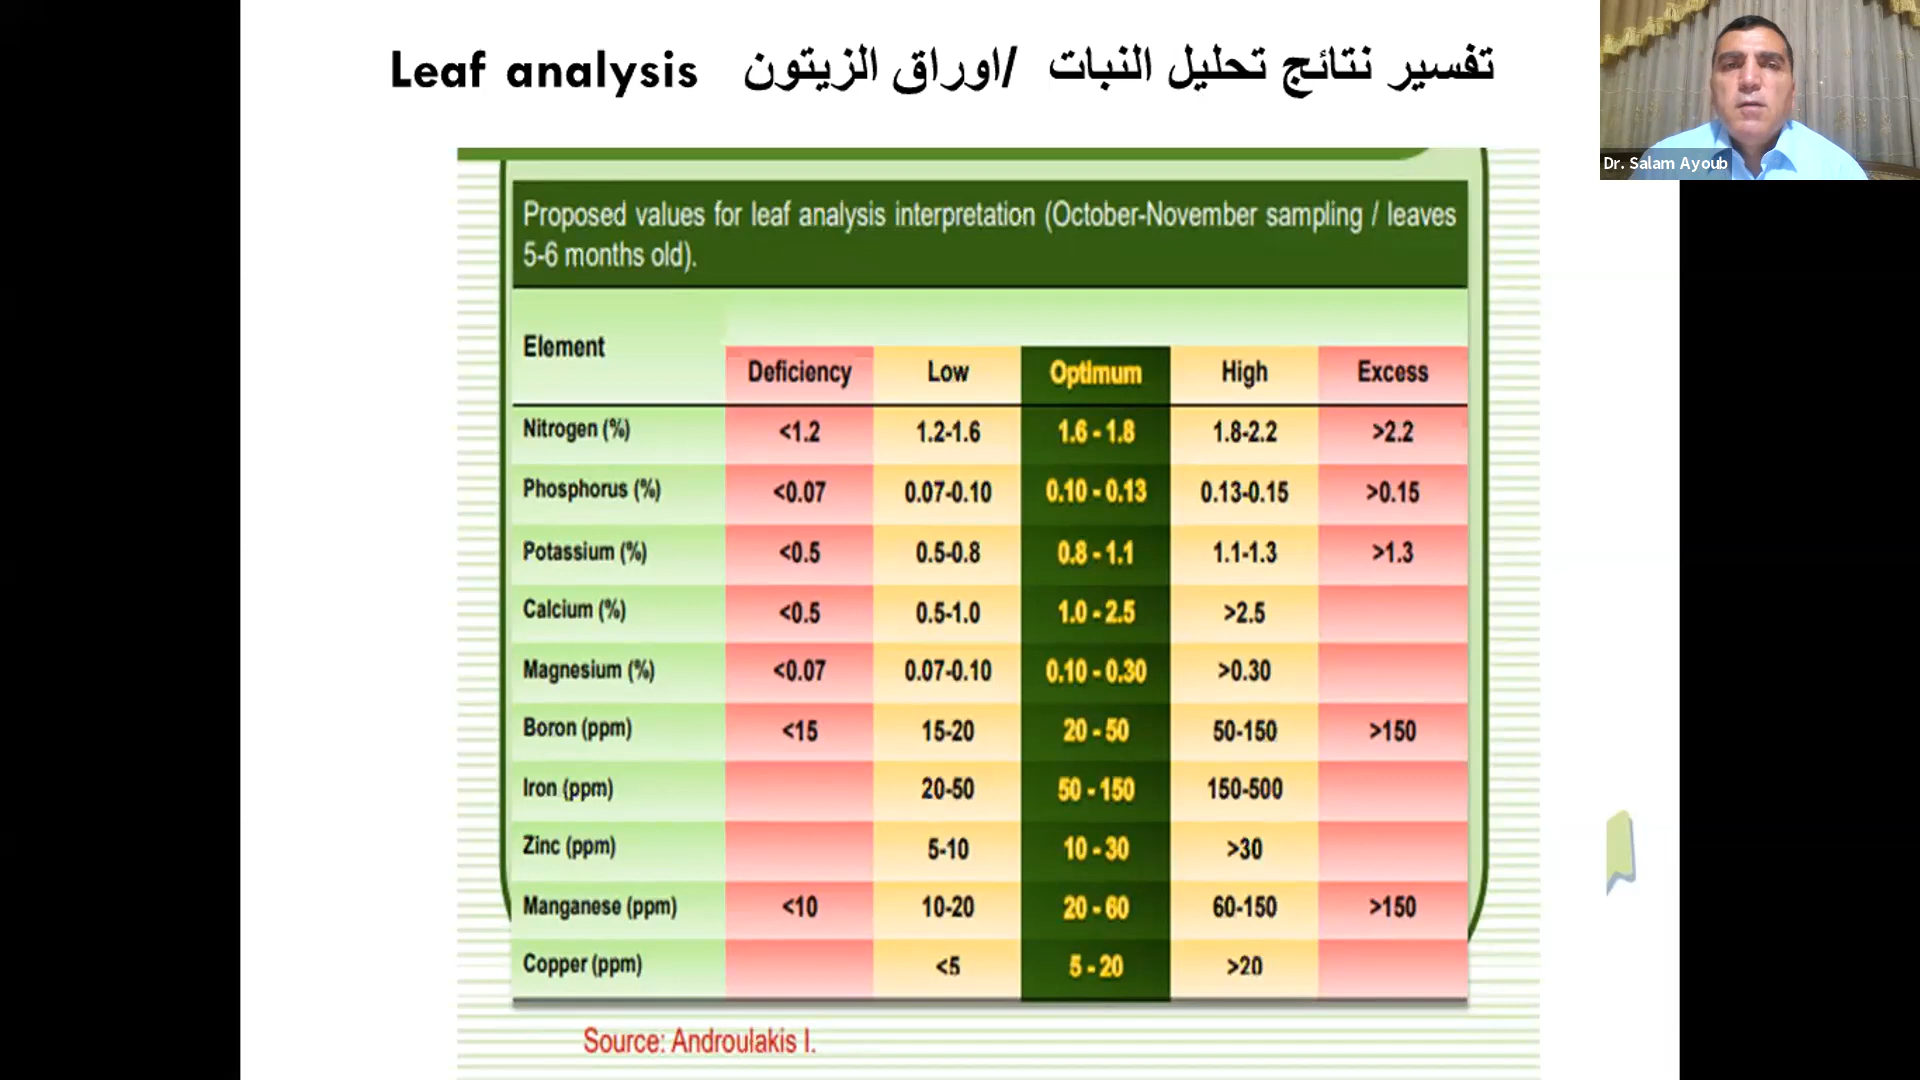 تفسير نتائج تحليل النبات /اوراق الزيتون Leaf analysis
Dr. Salam Ayoub
Proposed values for leaf analysis interpretation (October-November sampling / leaves
5-6 months old).
Element
Deficiency Low Optimum High Excess
Nitrogen (%) <1.2 1.2-1.6 1.6 - 1.8 1.8-2.2 >2.2
Phosphorus (%) <0.07 0.07-0.10 0.10 - 0.13 0.13-0.15 >0.15
Potassium (%) <0.5 0.5-0.8 0.8 - 1.1 1.1-1.3 >1.3
Calcium (%) <0.5 0.5-1.0 1.0 - 2.5 >2.5
Magnesium (%) <0.07 0.07-0.10 0.10 - 0.30 >0.30
Boron (ppm) <15 15-20 20 - 50 50-150 >150
Iron (ppm) 20-50 50 - 150 150-500
Zinc (ppm) 5-10 10 - 30 >30
Manganese (ppm) <10 10-20 20 - 60 60-150 >150
Copper (ppm) <5 5 - 20 >20
Source: Androulakis I.